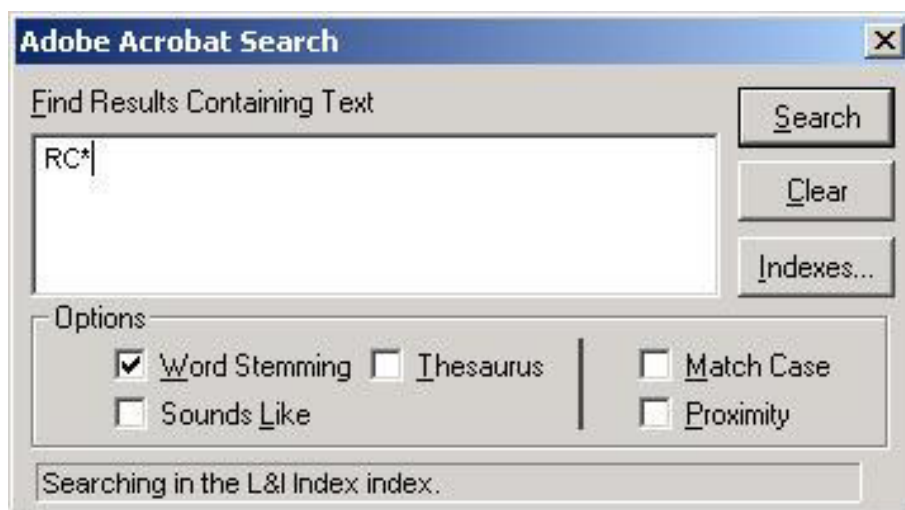 Adobe Acrobat Search
Find Results Containing Text
Search
RC*
Clear
Indexes...
Options
Word Stemming Thesaurus Match Case
Sounds Like Proximity
Searching in the L&I Index index.